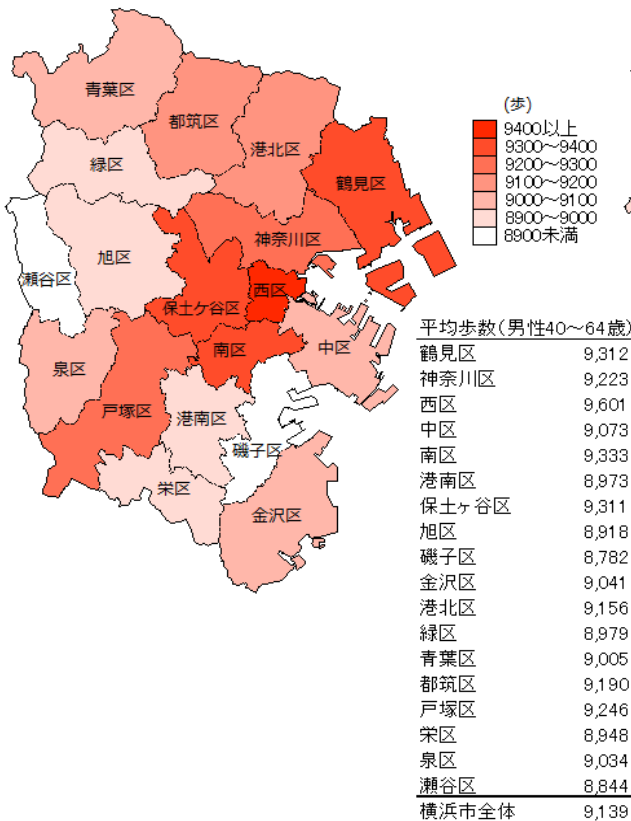 青葉区
都筑区
港北区
緑区
鶴見区
旭区
神奈川区
瀬谷区
西区
保土ケ谷区
南区
中区
泉区
戸塚区
港南区
磯子区
栄区
金沢区
(歩)
9400以上
9300～9400
9200～9300
9100～9200
9000～9100
8900～9000
8900未満
平均歩数(男性40～64歳)
鶴見区 9,312
神奈川区 9,223
西区 9,601
中区 9,073
南区 9,333
港南区 8,973
保土ヶ谷区 9,311
旭区 8,918
磯子区 8,782
金沢区 9,041
港北区 9,156
緑区 8,979
青葉区 9,005
都筑区 9,190
戸塚区 9,246
栄区 8,948
泉区 9,034
瀬谷区 8,844
横浜市全体 9,139